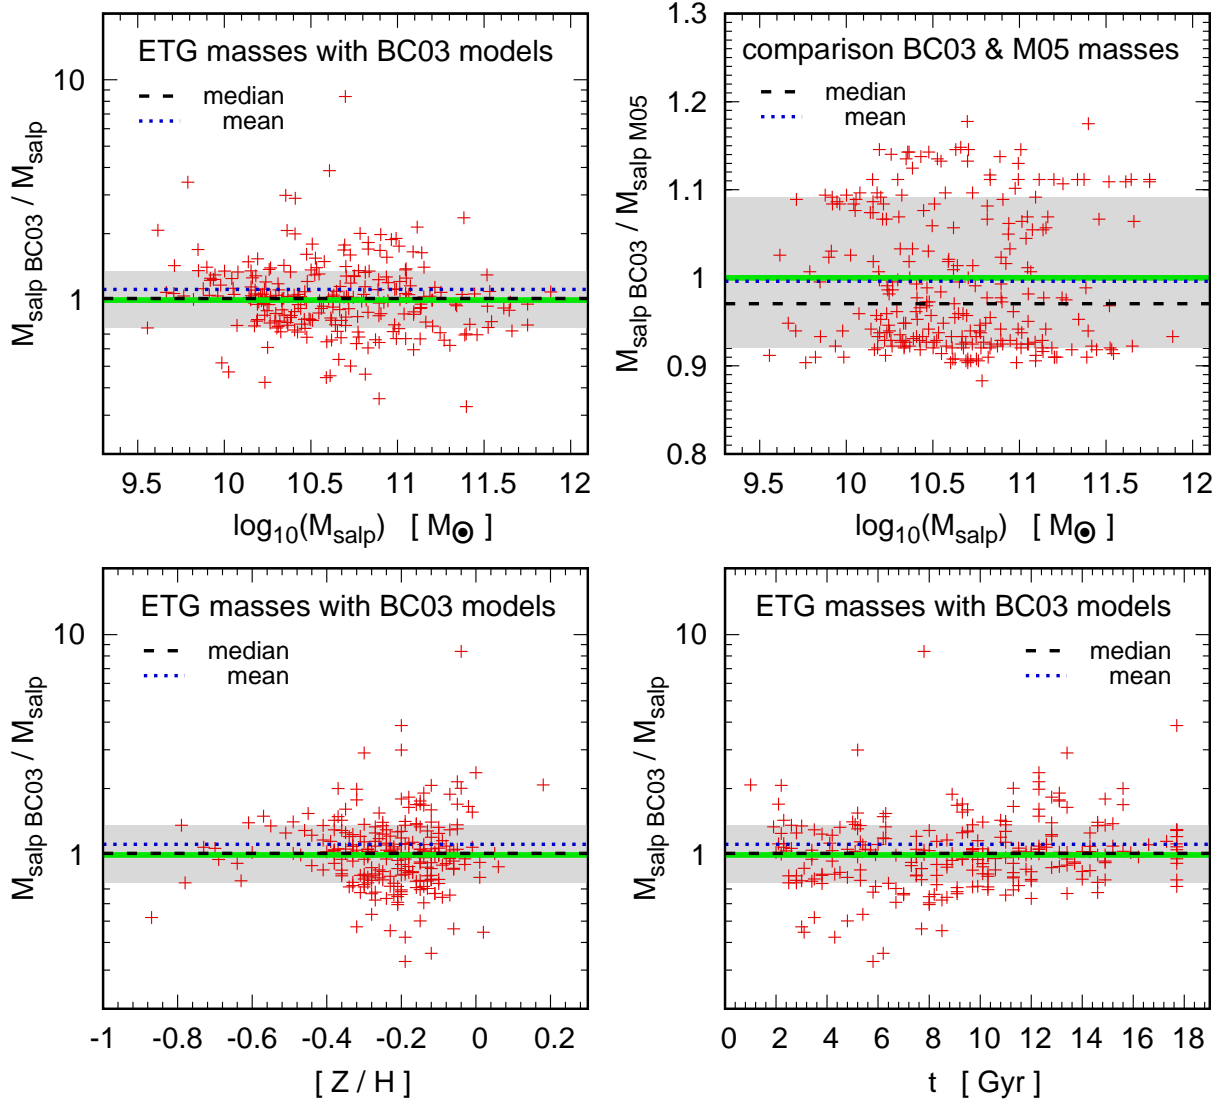 ETG masses with BC03 models
median
mean
10
1
M_salp BC03 / M_salp
9.5 10 10.5 11 11.5 12
log10(M_salp) [ M⊙ ]
comparison BC03 & M05 masses
median
mean
1.3
1.2
1.1
1
0.9
0.8
M_salp BC03 / M_salp M05
9.5 10 10.5 11 11.5 12
log10(M_salp) [ M⊙ ]
ETG masses with BC03 models
median
mean
10
1
M_salp BC03 / M_salp
-1 -0.8 -0.6 -0.4 -0.2 0 0.2
[ Z / H ]
ETG masses with BC03 models
median
mean
10
1
M_salp BC03 / M_salp
0 2 4 6 8 10 12 14 16 18
t [ Gyr ]